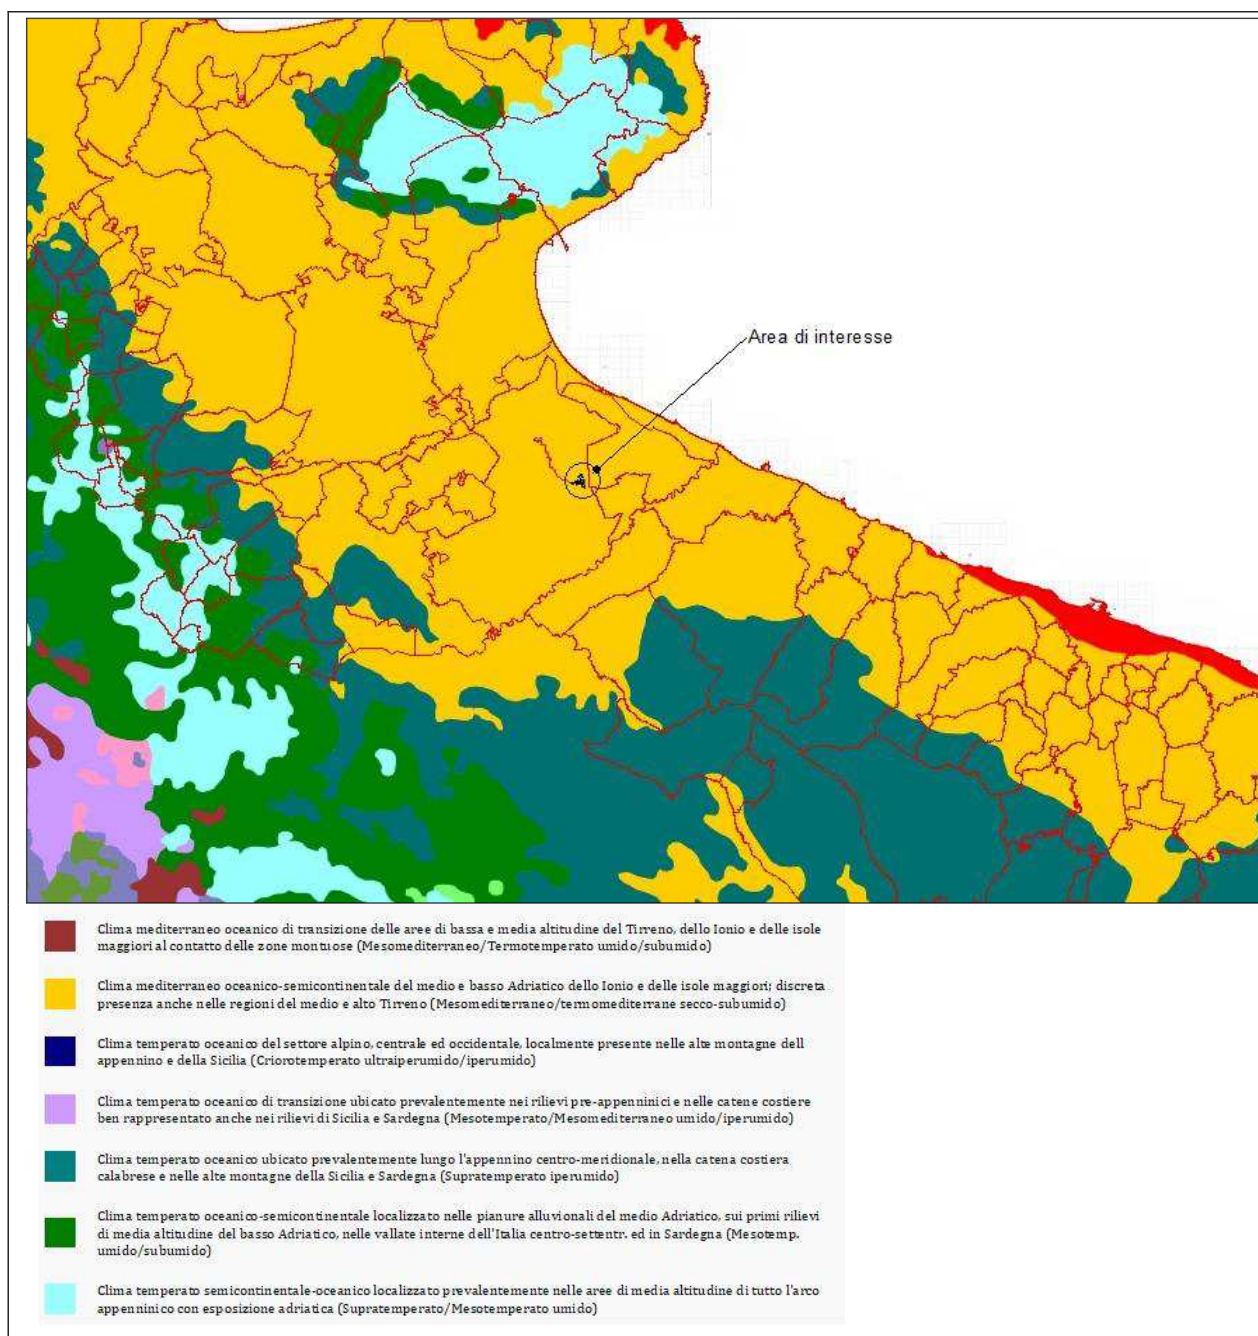 Area di interesse
Clima mediterraneo oceanico di transizione delle aree di bassa e media altitudine del Tirreno, dello Ionio e delle isole
maggiori al contatto delle zone montuose (Mesomediterraneo/Termotemperato umido/subumido)
Clima mediterraneo oceanico-semicontinentale del medio e basso Adriatico dello Ionio e delle isole maggiori; discreta
presenza anche nelle regioni del medio e alto Tirreno (Mesomediterraneo/termomediterrane secco-subumido)
Clima temperato oceanico del settore alpino, centrale ed occidentale, localmente presente nelle alte montagne dell
appennino e della Sicilia (Criorotemperato ultraiperumido/iperumido)
Clima temperato oceanico di transizione ubicato prevalentemente nei rilievi pre-appenninici e nelle catene costiere
ben rappresentato anche nei rilievi di Sicilia e Sardegna (Mesotemperato/Mesomediterraneo umido/iperumido)
Clima temperato oceanico ubicato prevalentemente lungo l'appennino centro-meridionale, nella catena costiera
calabrese e nelle alte montagne della Sicilia e Sardegna (Supratemperato iperumido)
Clima temperato oceanico-semicontinentale localizzato nelle pianure alluvionali del medio Adriatico, sui primi rilievi
di media altitudine del basso Adriatico, nelle vallate interne dell'Italia centro-settentr. ed in Sardegna (Mesotemp.
umido/subumido)
Clima temperato semicontinentale-oceanico localizzato prevalentemente nelle aree di media altitudine di tutto l'arco
appenninico con esposizione adriatica (Supratemperato/Mesotemperato umido)